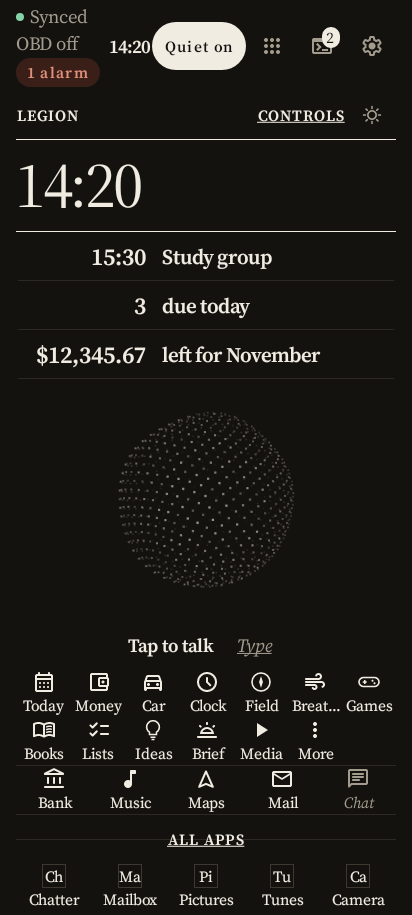 Synced
OBD off
1 alarm
14:20
Quiet on
2
LEGION
CONTROLS
14:20
15:30 Study group
3 due today
$12,345.67 left for November
Tap to talk Type
Today Money Car Clock Field Breat... Games
Books Lists Ideas Brief Media More
Bank Music Maps Mail Chat
ALL APPS
Ch Ma Pi Tu Ca
Chatter Mailbox Pictures Tunes Camera